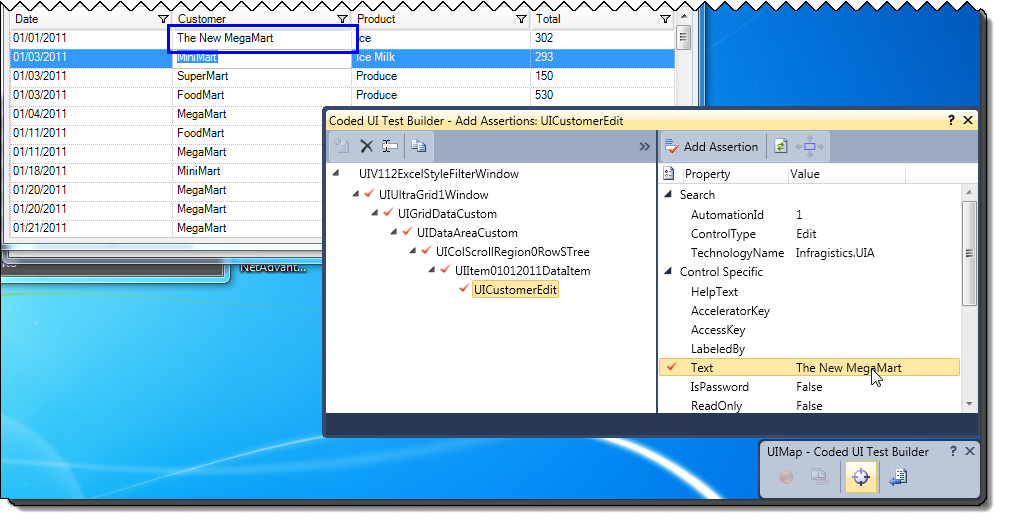 Date Customer Product Total
01/01/2011 The New MegaMart Ice 302
01/03/2011 MiniMart Ice Milk 293
01/03/2011 SuperMart Produce 150
01/03/2011 FoodMart Produce 530
01/04/2011 MegaMart
01/11/2011 FoodMart
01/11/2011 MegaMart
01/18/2011 MiniMart
01/20/2011 MegaMart
01/20/2011 MegaMart
01/21/2011 MegaMart
NetAdvant...
Coded UI Test Builder - Add Assertions: UICustomerEdit
UIV112ExcelStyleFilterWindow
UIUltraGrid1Window
UIGridDataCustom
UIDataAreaCustom
UIColScrollRegion0RowSTree
UIItem01012011DataItem
UICustomerEdit
Add Assertion
Property Value
Search
AutomationId 1
ControlType Edit
TechnologyName Infragistics.UIA
Control Specific
HelpText
AcceleratorKey
AccessKey
LabeledBy
Text The New MegaMart
IsPassword False
ReadOnly False
UIMap - Coded UI Test Builder